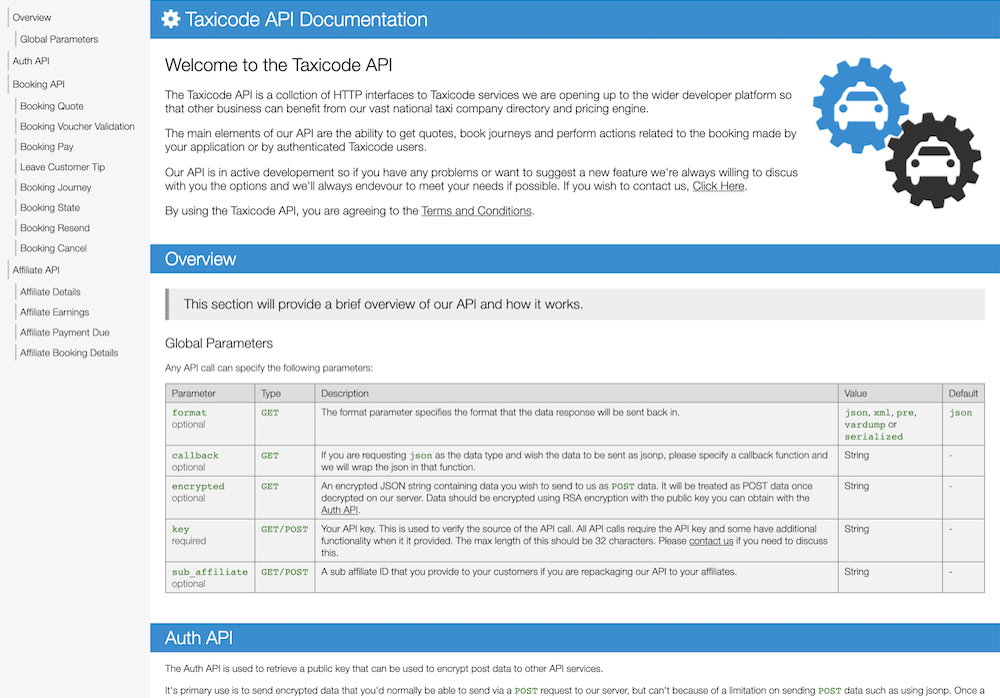 Overview
Global Parameters
Auth API
Booking API
Booking Quote
Booking Voucher Validation
Booking Pay
Leave Customer Tip
Booking Journey
Booking State
Booking Resend
Booking Cancel
Affiliate API
Affiliate Details
Affiliate Earnings
Affiliate Payment Due
Affiliate Booking Details
Taxicode API Documentation
Welcome to the Taxicode API
The Taxicode API is a collction of HTTP interfaces to Taxicode services we are opening up to the wider developer platform so
that other business can benefit from our vast national taxi company directory and pricing engine.
The main elements of our API are the ability to get quotes, book journeys and perform actions related to the booking made by
your application or by authenticated Taxicode users.
Our API is in active developement so if you have any problems or want to suggest a new feature we're always willing to discus
with you the options and we'll always endevour to meet your needs if possible. If you wish to contact us, Click Here.
By using the Taxicode API, you are agreeing to the Terms and Conditions.
Overview
This section will provide a brief overview of our API and how it works.
Global Parameters
Any API call can specify the following parameters:
Parameter Type Description Value Default
format GET The format parameter specifies the format that the data response will be sent back in. json, xml, pre, json
optional vardump or
serialized
callback GET If you are requesting json as the data type and wish the data to be sent as jsonp, please specify a callback function and String -
optional we will wrap the json in that function.
encrypted GET An encrypted JSON string containing data you wish to send to us as POST data. It will be treated as POST data once String -
optional decrypted on our server. Data should be encrypted using RSA encryption with the public key you can obtain with the
Auth API.
key GET/POST Your API key. This is used to verify the source of the API call. All API calls require the API key and some have additional String -
required functionality when it it provided. The max length of this should be 32 characters. Please contact us if you need to discuss
this.
sub_affiliate GET/POST A sub affiliate ID that you provide to your customers if you are repackaging our API to your affiliates. String -
optional
Auth API
The Auth API is used to retrieve a public key that can be used to encrypt post data to other API services.
It's primary use is to send encrypted data that you'd normally be able to send via a POST request to our server, but can't because of a limitation on sending POST data such as using jsonp. Once a